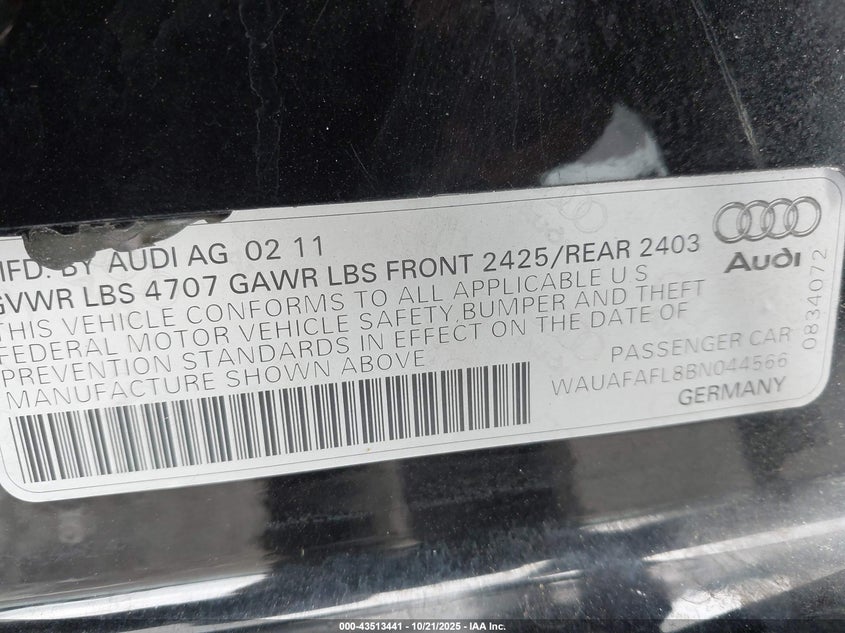 MFD. BY AUDI AG 02 11
GVWR LBS 4707 GAWR LBS FRONT 2425/REAR 2403
THIS VEHICLE CONFORMS TO ALL APPLICABLE U S
FEDERAL MOTOR VEHICLE SAFETY, BUMPER AND THEFT
PREVENTION STANDARDS IN EFFECT ON THE DATE OF
MANUFACTURE SHOWN ABOVE
PASSENGER CAR
WAUAFAFL8BN044566
GERMANY
Audi
0834072
000-43513441 - 10/21/2025 - IAA Inc.